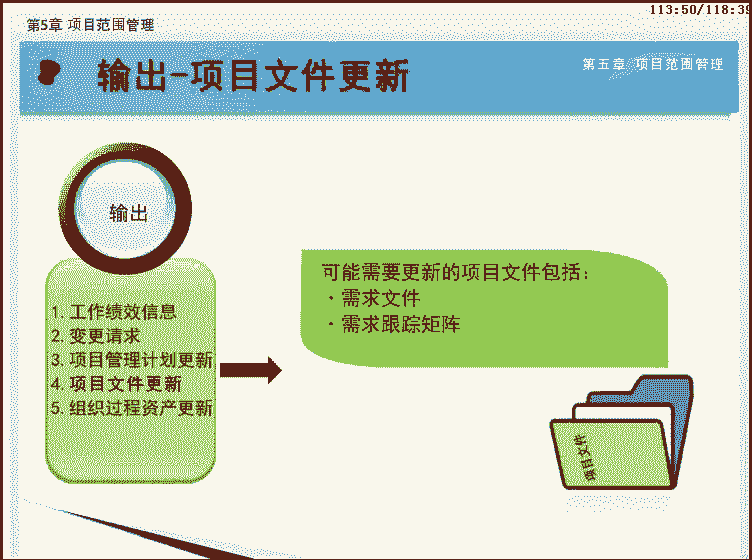 113:50/118:39
第5章 项目范围管理
输出-项目文件更新
第五章 项目范围管理
输出
1. 工作绩效信息
2. 变更请求
3. 项目管理计划更新
4. 项目文件更新
5. 组织过程资产更新
可能需要更新的项目文件包括：
·需求文件
·需求跟踪矩阵
项目文件